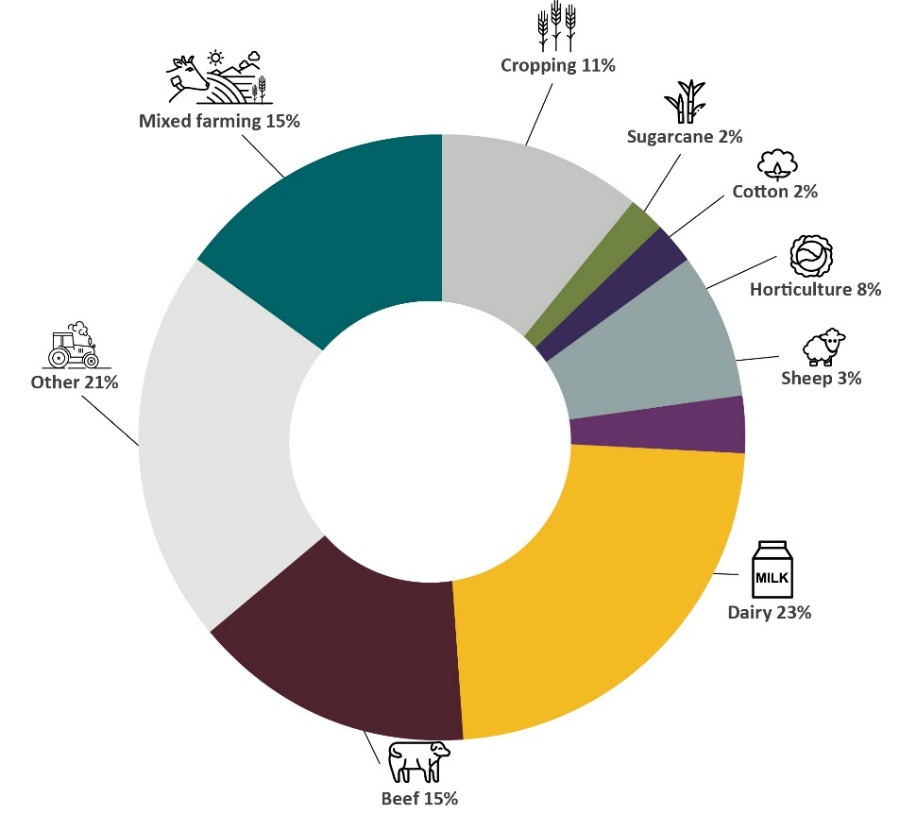 Cropping 11%
Sugarcane 2%
Mixed farming 15%
Cotton 2%
Horticulture 8%
Sheep 3%
Other 21%
MILK
Dairy 23%
Beef 15%